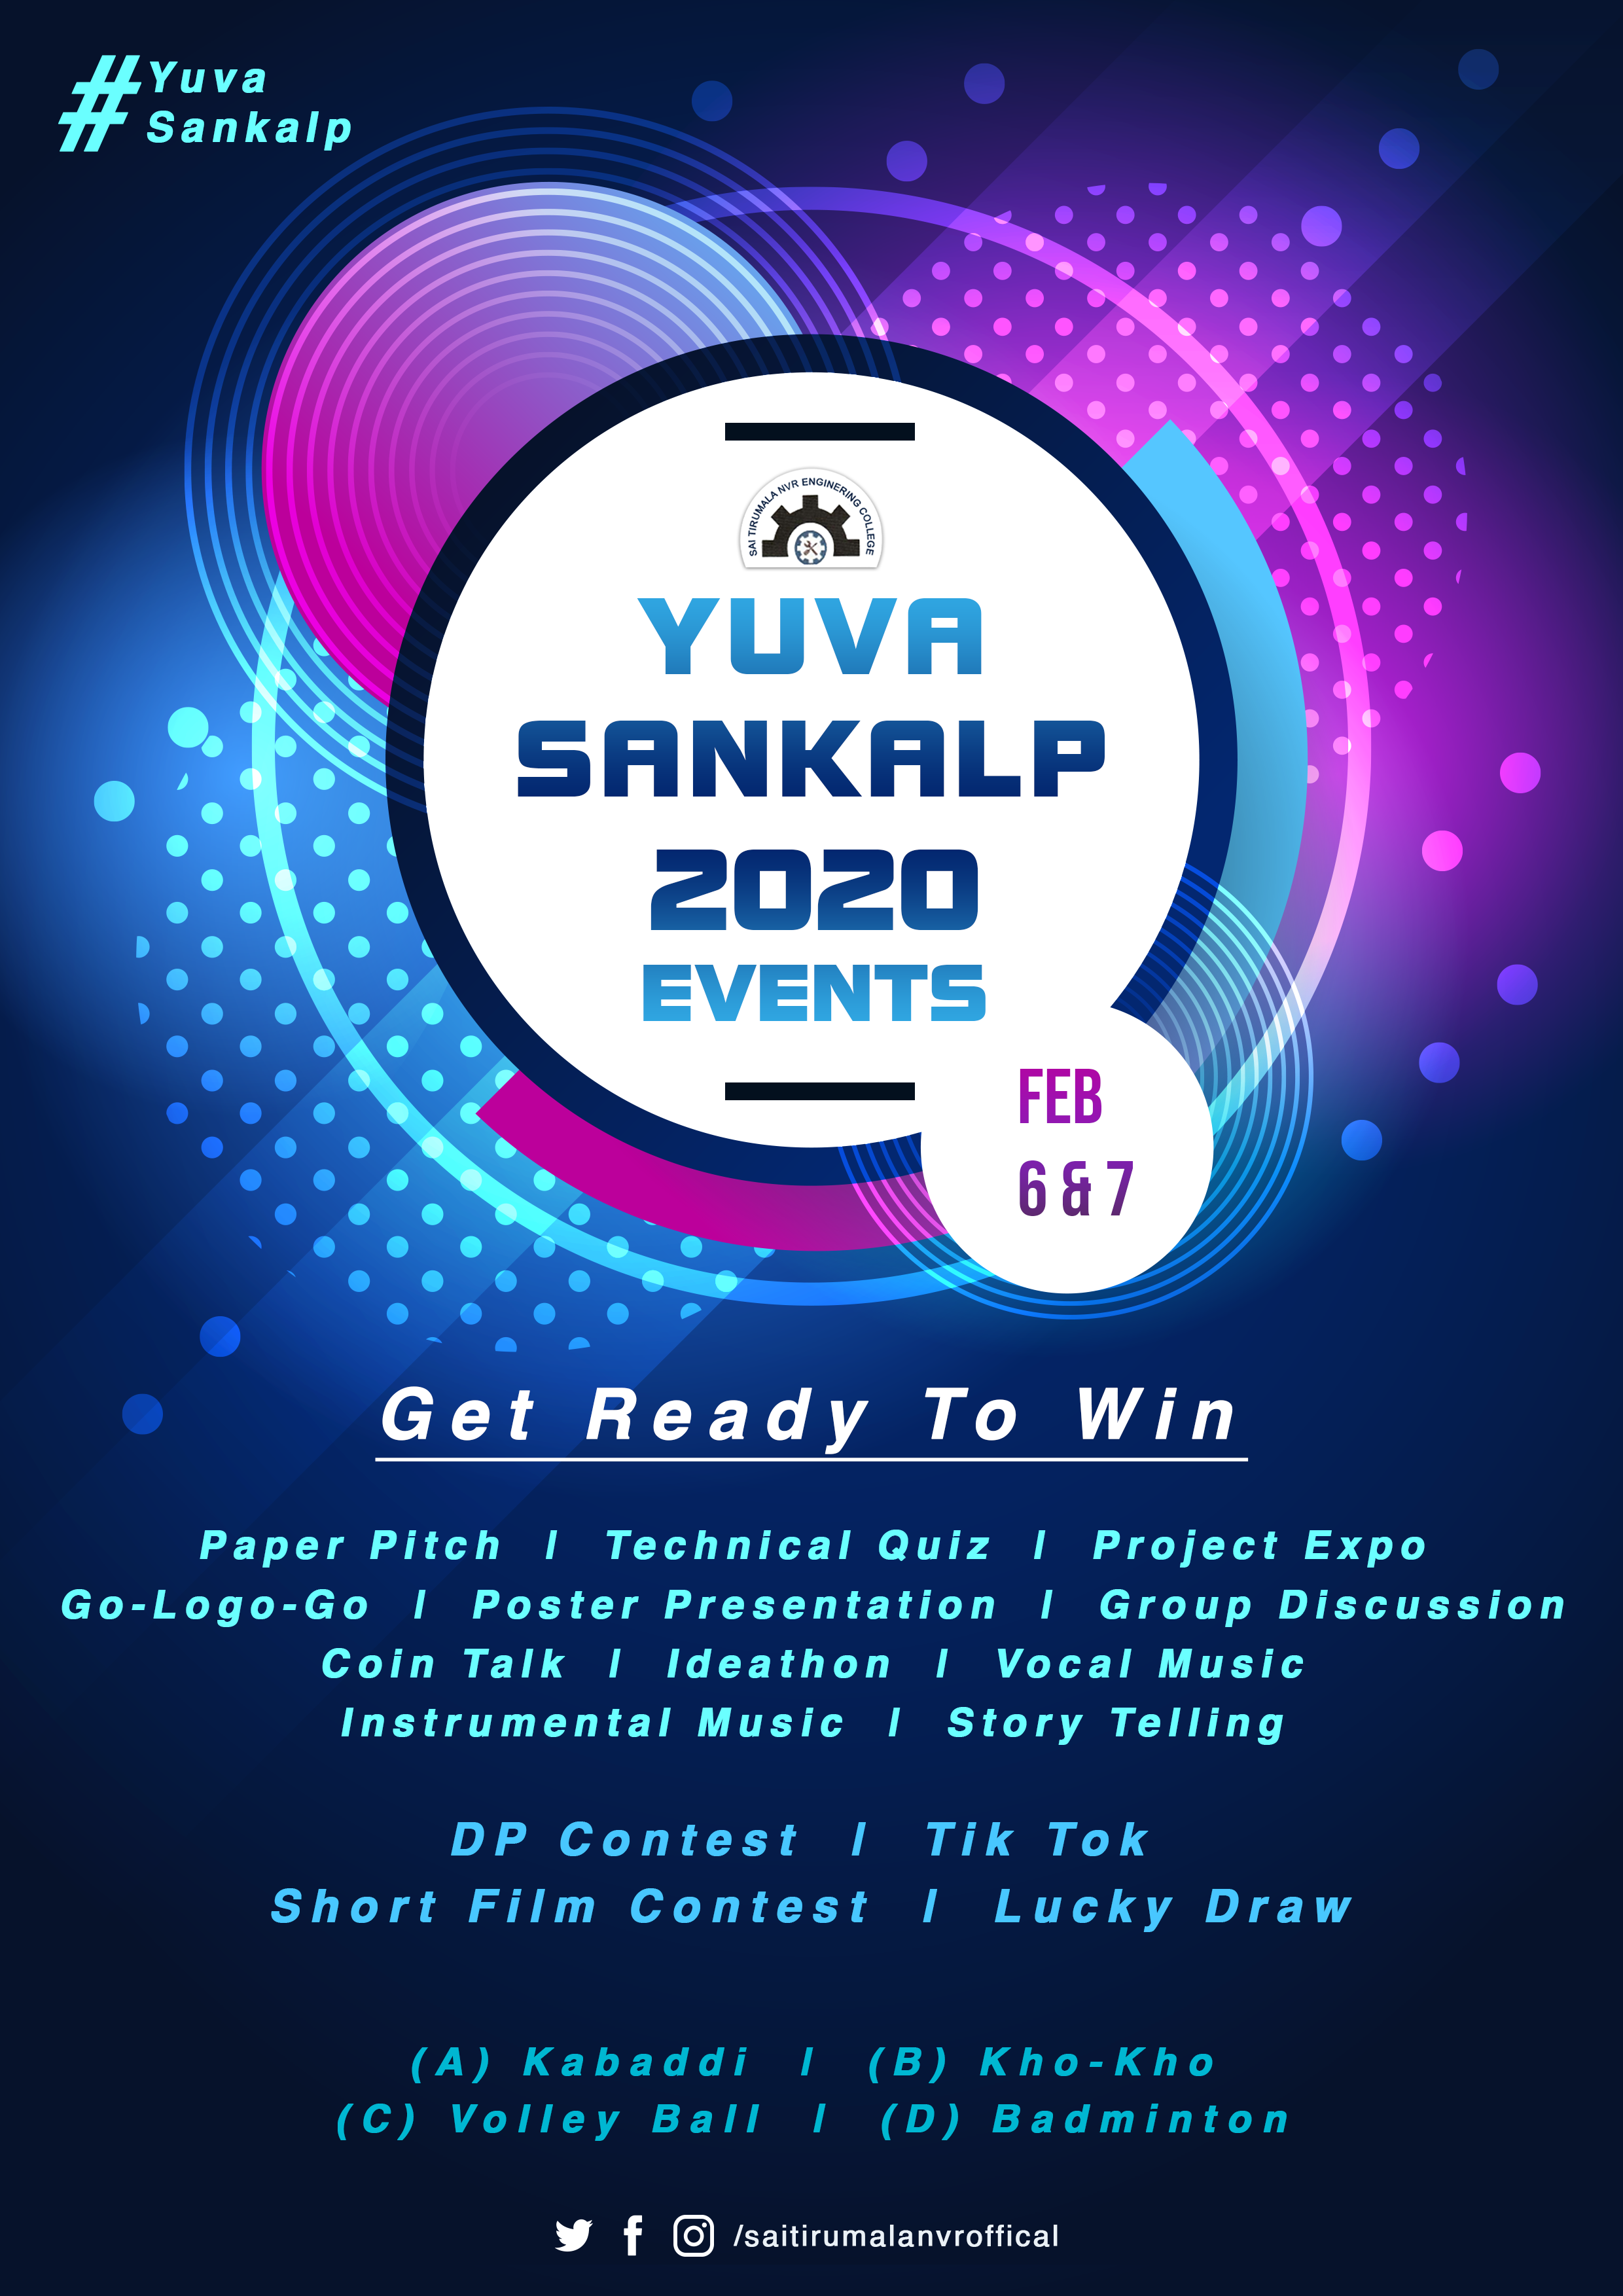 #Yuva
Sankalp
SAI TIRUMALA NVR ENGINERING COLLEGE
YUVA
SANKALP
2020
EVENTS
FEB
6 & 7
Get Ready To Win
Paper Pitch | Technical Quiz | Project Expo
Go-Logo-Go | Poster Presentation | Group Discussion
Coin Talk | Ideathon | Vocal Music
Instrumental Music | Story Telling
DP Contest | Tik Tok
Short Film Contest | Lucky Draw
(A) Kabaddi | (B) Kho-Kho
(C) Volley Ball | (D) Badminton
/saitirumalanvroffical